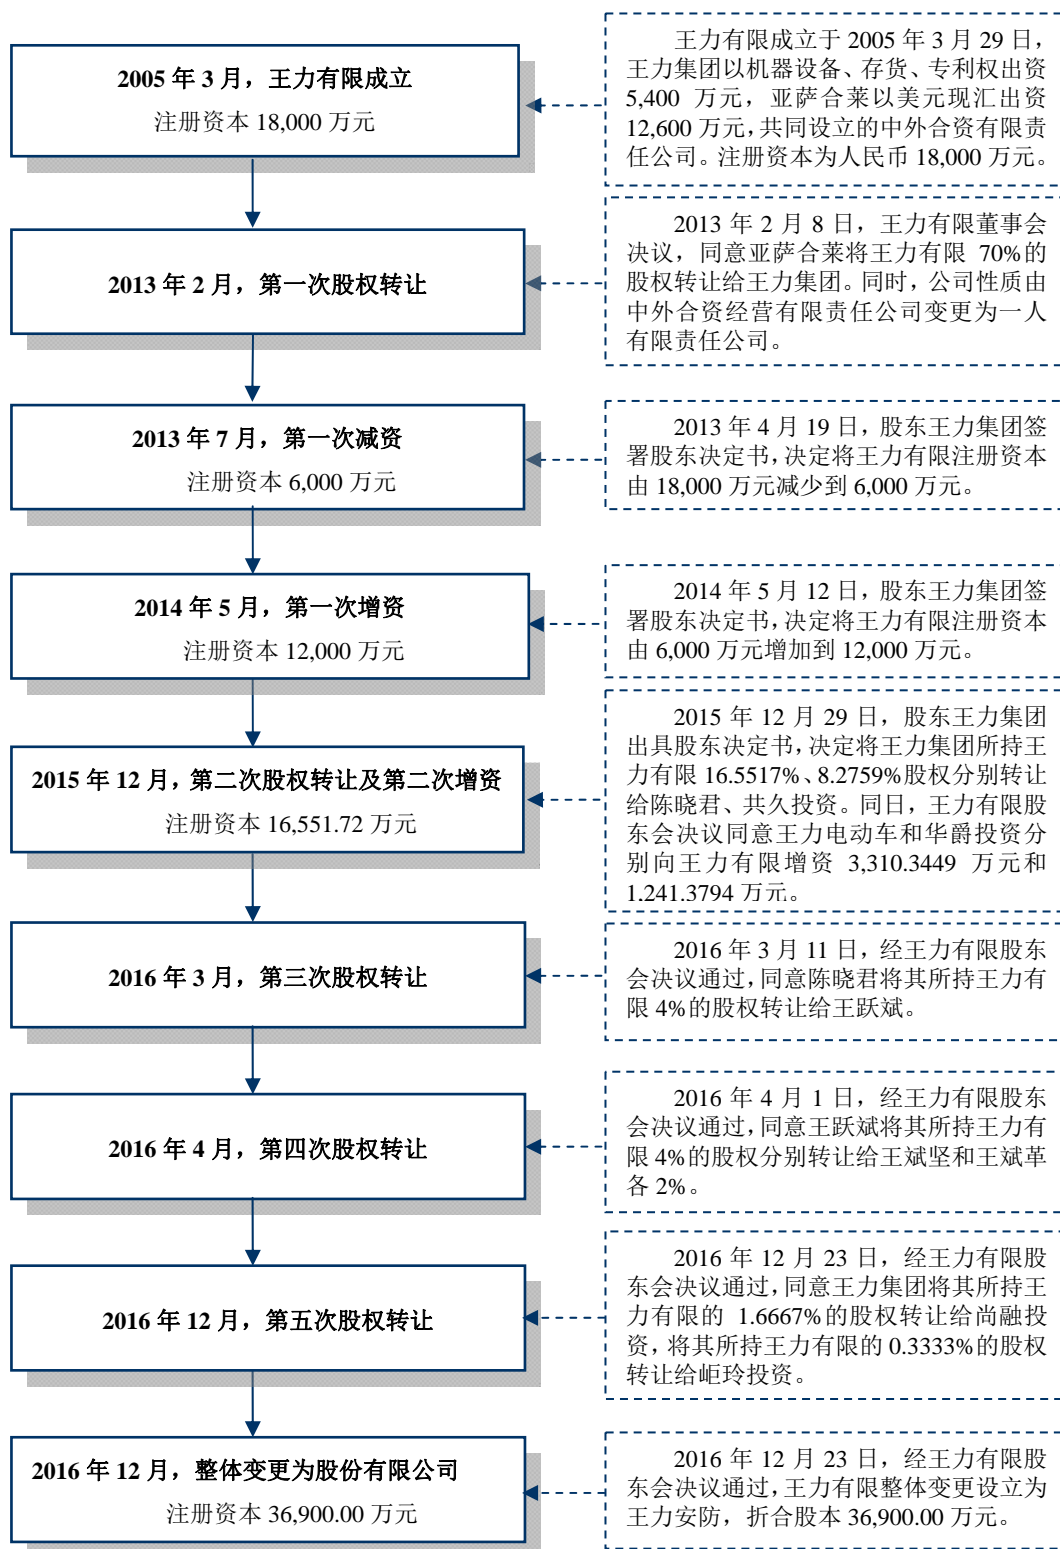 2005 年 3 月，王力有限成立
注册资本 18,000 万元
王力有限成立于 2005 年 3 月 29 日，
王力集团以机器设备、存货、专利权出资
5,400 万元，亚萨合莱以美元现汇出资
12,600 万元，共同设立的中外合资有限责
任公司。注册资本为人民币 18,000 万元。
2013 年 2 月，第一次股权转让
2013 年 2 月 8 日，王力有限董事会
决议，同意亚萨合莱将王力有限 70%的
股权转让给王力集团。同时，公司性质由
中外合资经营有限责任公司变更为一人
有限责任公司。
2013 年 7 月，第一次减资
注册资本 6,000 万元
2013 年 4 月 19 日，股东王力集团签
署股东决定书，决定将王力有限注册资本
由 18,000 万元减少到 6,000 万元。
2014 年 5 月，第一次增资
注册资本 12,000 万元
2014 年 5 月 12 日，股东王力集团签
署股东决定书，决定将王力有限注册资本
由 6,000 万元增加到 12,000 万元。
2015 年 12 月，第二次股权转让及第二次增资
注册资本 16,551.72 万元
2015 年 12 月 29 日，股东王力集团
出具股东决定书，决定将王力集团所持王
力有限 16.5517%、8.2759%股权分别转让
给陈晓君、共久投资。同日，王力有限股
东会决议同意王力电动车和华爵投资分
别向王力有限增资 3,310.3449 万元和
1,241.3794 万元。
2016 年 3 月，第三次股权转让
2016 年 3 月 11 日，经王力有限股东
会决议通过，同意陈晓君将其所持王力有
限 4%的股权转让给王跃斌。
2016 年 4 月，第四次股权转让
2016 年 4 月 1 日，经王力有限股东
会决议通过，同意王跃斌将其所持王力有
限 4%的股权分别转让给王斌坚和王斌革
各 2%。
2016 年 12 月，第五次股权转让
2016 年 12 月 23 日，经王力有限股
东会决议通过，同意王力集团将其所持王
力有限的 1.6667%的股权转让给尚融投
资，将其所持王力有限的 0.3333%的股权
转让给岠玲投资。
2016 年 12 月，整体变更为股份有限公司
注册资本 36,900.00 万元
2016 年 12 月 23 日，经王力有限股
东会决议通过，王力有限整体变更设立为
王力安防，折合股本 36,900.00 万元。